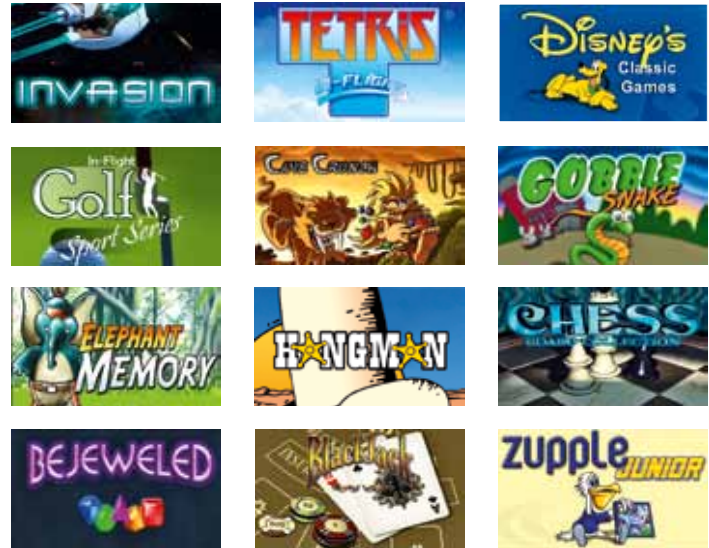 INVASION
TETRIS
IN-FLIGHT
DISNEY'S
Classic
Games
In-Flight
Golf
Sport Series
CAVE CRUNCH
GOBBLE
SNAKE
ELEPHANT
MEMORY
HANGMAN
CHESS
BEJEWELED
BlackJack
ZUPPLE
JUNIOR